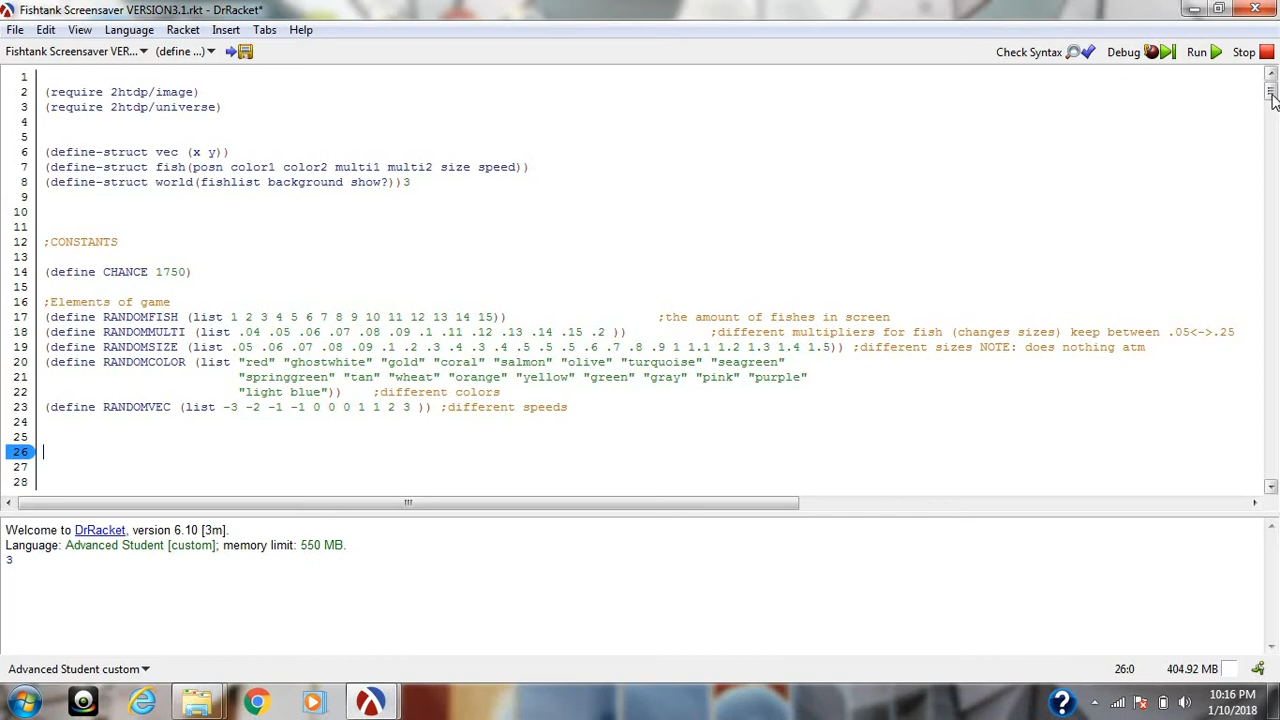 Fishtank Screensaver VERSION3.1.rkt - DrRacket*
File Edit View Language Racket Insert Tabs Help
Fishtank Screensaver VER... (define ...) Check Syntax Debug Run Stop
1
2 (require 2htdp/image)
3 (require 2htdp/universe)
4
5
6 (define-struct vec (x y))
7 (define-struct fish(posn color1 color2 multi1 multi2 size speed))
8 (define-struct world(fishlist background show?))3
9
10
11
12 ;CONSTANTS
13
14 (define CHANCE 1750)
15
16 ;Elements of game
17 (define RANDOMFISH (list 1 2 3 4 5 6 7 8 9 10 11 12 13 14 15)) ;the amount of fishes in screen
18 (define RANDOMMULTI (list .04 .05 .06 .07 .08 .09 .1 .11 .12 .13 .14 .15 .2 )) ;different multipliers for fish (changes sizes) keep between .05<->.25
19 (define RANDOMSIZE (list .05 .06 .07 .08 .09 .1 .2 .3 .4 .3 .4 .5 .5 .5 .6 .7 .8 .9 1 1.1 1.2 1.3 1.4 1.5)) ;different sizes NOTE: does nothing atm
20 (define RANDOMCOLOR (list "red" "ghostwhite" "gold" "coral" "salmon" "olive" "turquoise" "seagreen"
21 "springgreen" "tan" "wheat" "orange" "yellow" "green" "gray" "pink" "purple"
22 "light blue")) ;different colors
23 (define RANDOMVEC (list -3 -2 -1 -1 0 0 0 1 1 2 3 )) ;different speeds
24
25
26
27
28
Welcome to DrRacket, version 6.10 [3m].
Language: Advanced Student [custom]; memory limit: 550 MB.
3
Advanced Student custom 26:0 404.92 MB
10:16 PM
1/10/2018